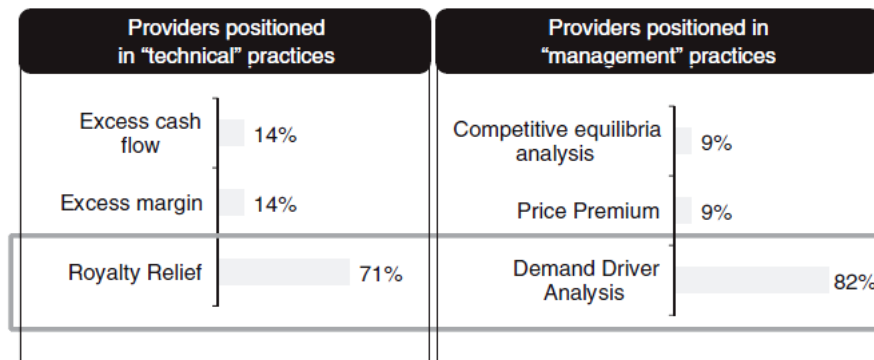 Providers positioned
in “technical” practices
Excess cash
flow
14%
Excess margin
14%
Royalty Relief
71%
Providers positioned in
“management” practices
Competitive equilibria
analysis
9%
Price Premium
9%
Demand Driver
Analysis
82%